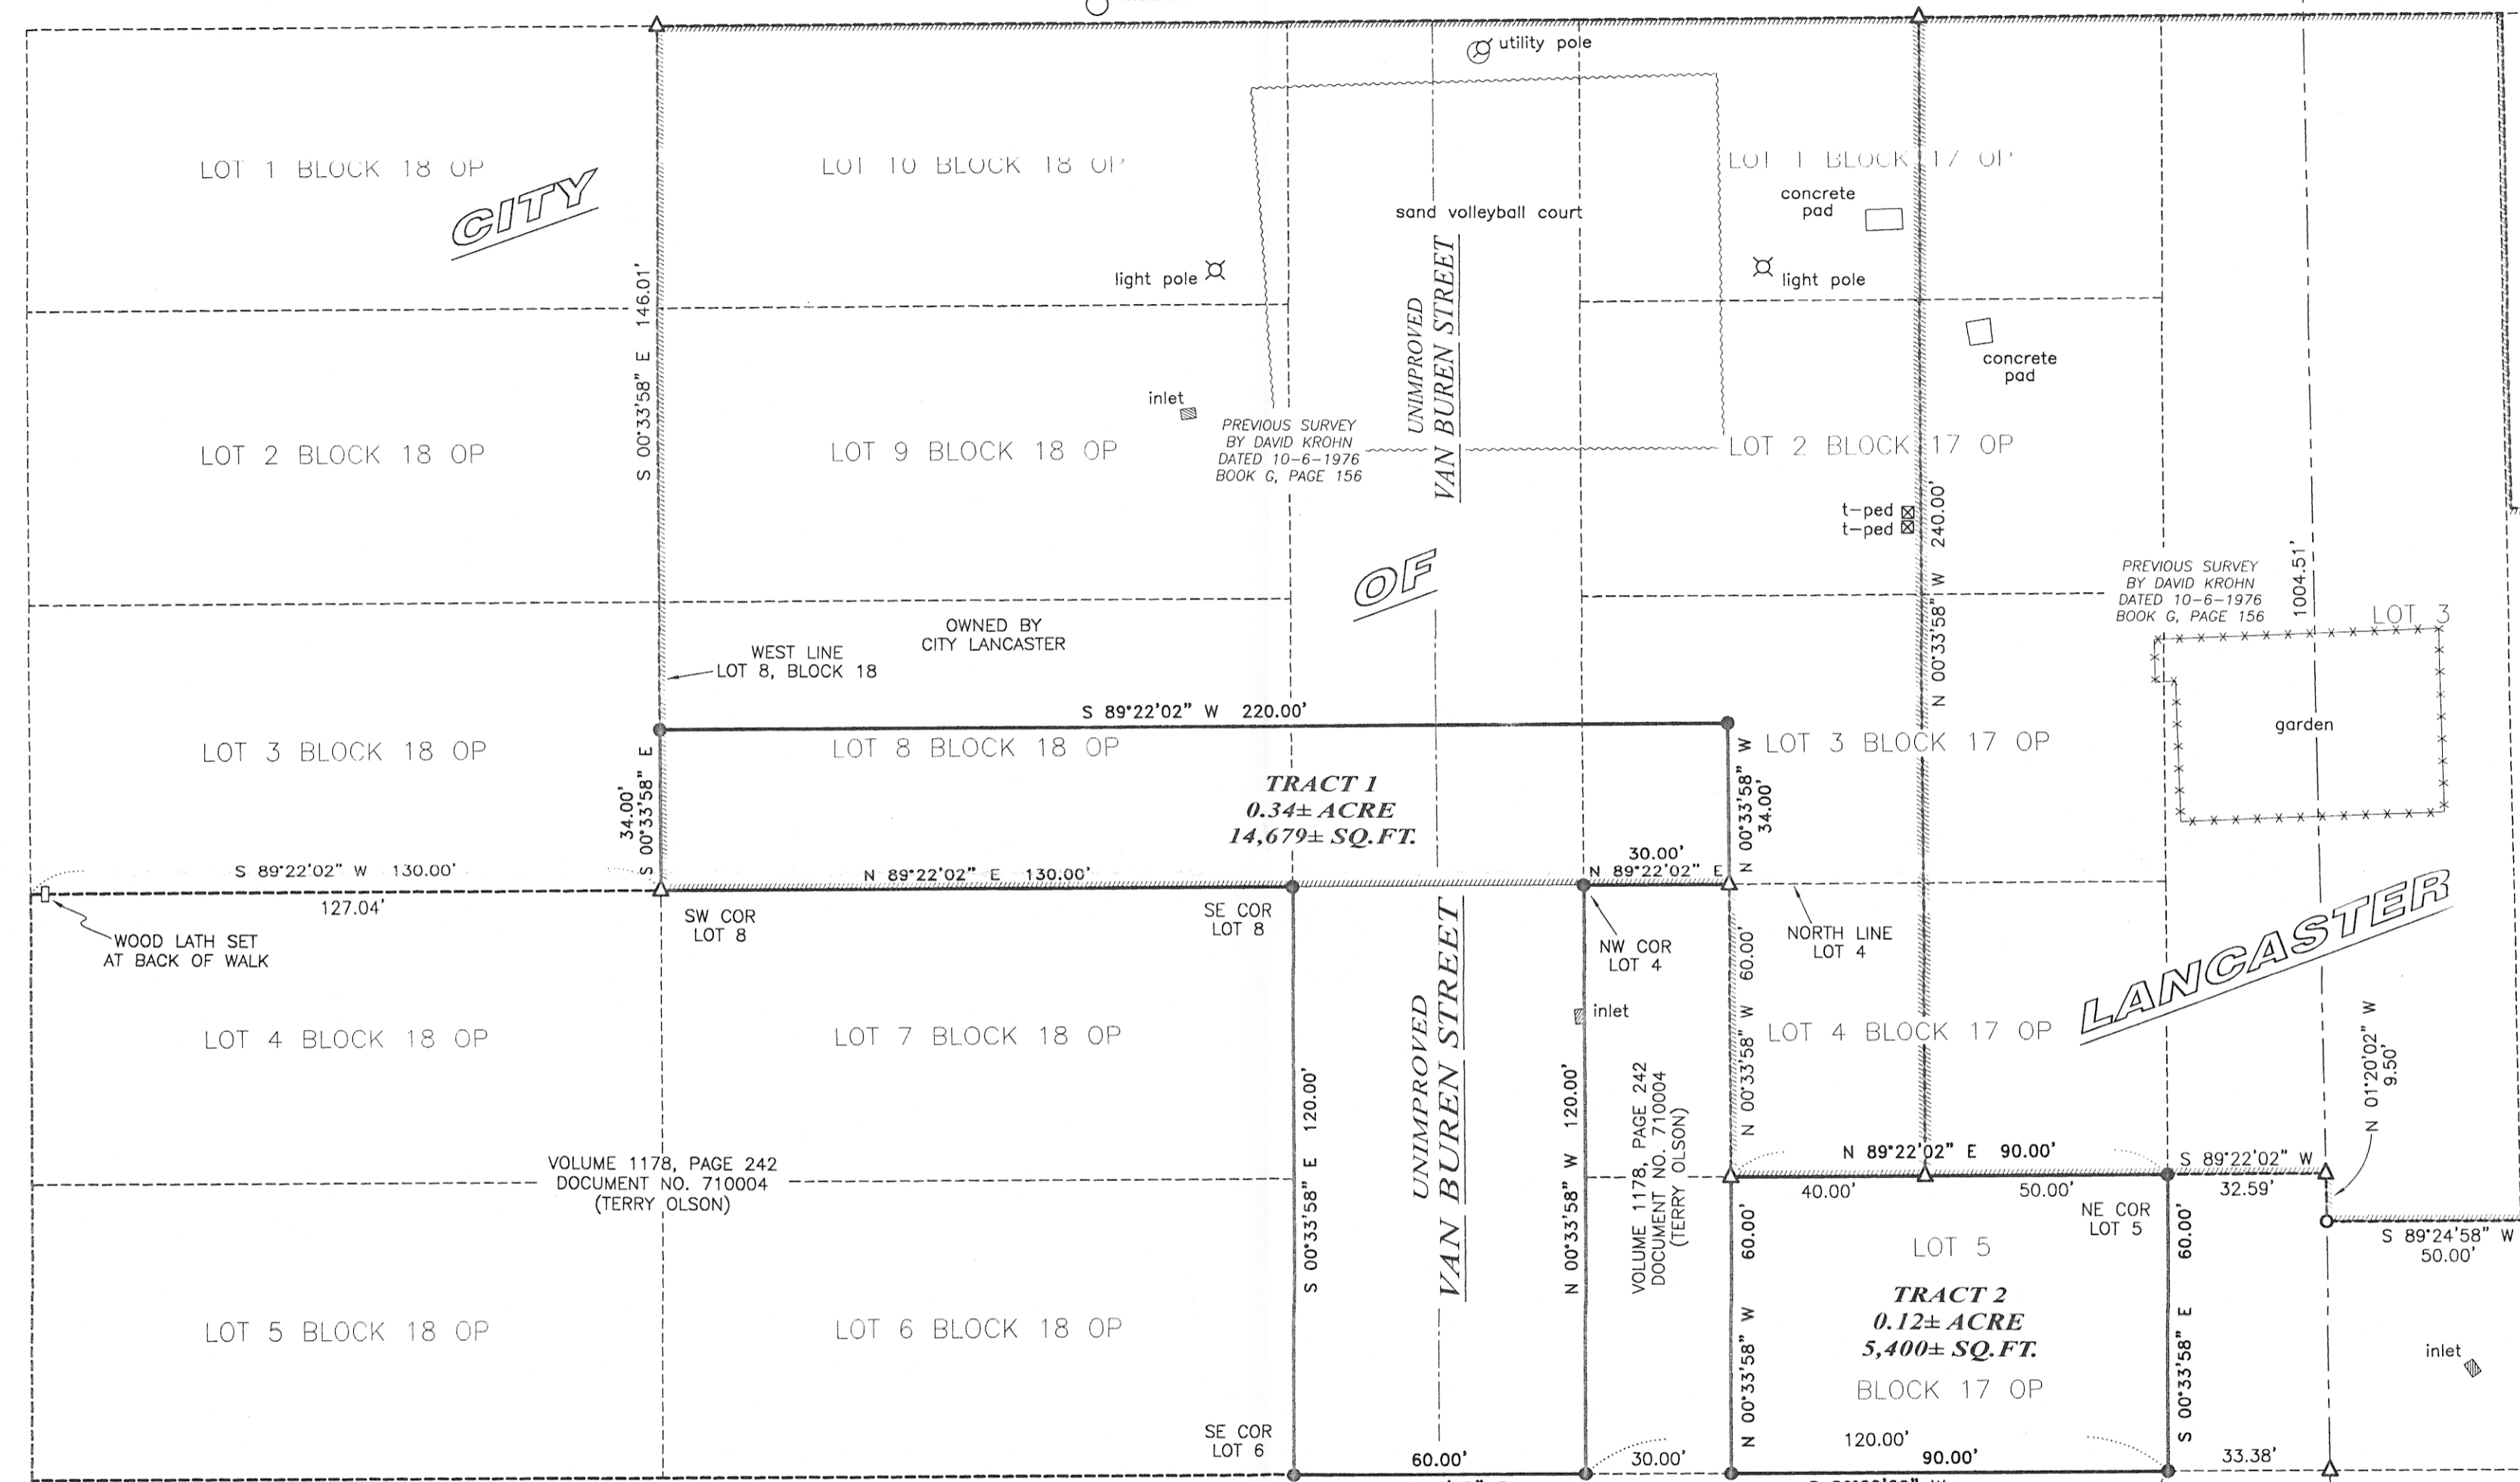 utility pole
LOT 1 BLOCK 18 OP
LOT 10 BLOCK 18 OP
LOT 1 BLOCK 17 OP
CITY
concrete
pad
sand volleyball court
light pole
light pole
S 00°33'58" E 146.01'
UNIMPROVED
VAN BUREN STREET
concrete
pad
inlet
PREVIOUS SURVEY
BY DAVID KROHN
DATED 10-6-1976
BOOK G, PAGE 156
LOT 2 BLOCK 18 OP
LOT 9 BLOCK 18 OP
LOT 2 BLOCK 17 OP
t-ped
t-ped
N 00°33'58" W 240.00'
OF
PREVIOUS SURVEY
BY DAVID KROHN
DATED 10-6-1976
BOOK G, PAGE 156
1004.51'
LOT 3
OWNED BY
CITY LANCASTER
WEST LINE
LOT 8, BLOCK 18
S 89°22'02" W 220.00'
garden
LOT 3 BLOCK 18 OP
LOT 8 BLOCK 18 OP
LOT 3 BLOCK 17 OP
34.00'
S 00°33'58" E
TRACT 1
0.34± ACRE
14,679± SQ.FT.
N 00°33'58" W
34.00'
S 89°22'02" W 130.00'
127.04'
N 89°22'02" E 130.00'
30.00'
N 89°22'02" E
WOOD LATH SET
AT BACK OF WALK
SW COR
LOT 8
SE COR
LOT 8
NW COR
LOT 4
NORTH LINE
LOT 4
LANCASTER
LOT 4 BLOCK 18 OP
LOT 7 BLOCK 18 OP
UNIMPROVED
VAN BUREN STREET
inlet
N 00°33'58" W 60.00'
LOT 4 BLOCK 17 OP
N 01°20'02" W
9.50'
S 00°33'58" E 120.00'
N 00°33'58" W 120.00'
VOLUME 1178, PAGE 242
DOCUMENT NO. 710004
(TERRY OLSON)
VOLUME 1178, PAGE 242
DOCUMENT NO. 710004
(TERRY OLSON)
N 89°22'02" E 90.00'
40.00'
50.00'
S 89°22'02" W
32.59'
NE COR
LOT 5
S 89°24'58" W
50.00'
LOT 5 BLOCK 18 OP
LOT 6 BLOCK 18 OP
N 00°33'58" W 60.00'
LOT 5
TRACT 2
0.12± ACRE
5,400± SQ.FT.
BLOCK 17 OP
S 00°33'58" E 60.00'
inlet
SE COR
LOT 6
60.00'
30.00'
120.00'
90.00'
33.38'